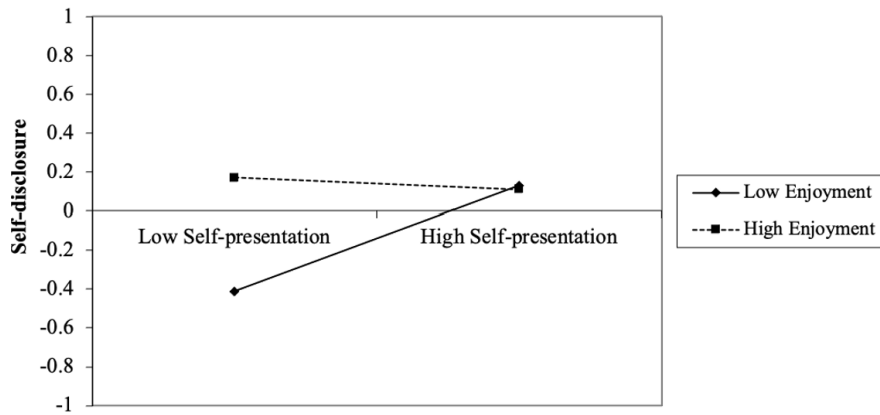 1
0.8
0.6
0.4
0.2
0
-0.2
-0.4
-0.6
-0.8
-1
Self-disclosure
Low Self-presentation
High Self-presentation
Low Enjoyment
High Enjoyment